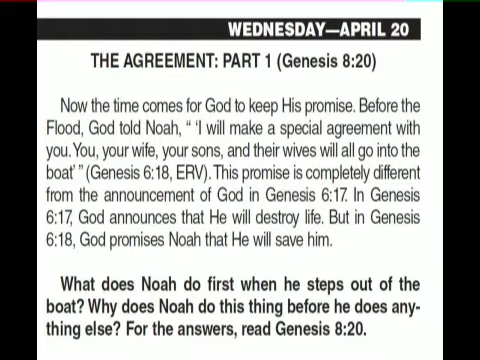 WEDNESDAY—APRIL 20
THE AGREEMENT: PART 1 (Genesis 8:20)
Now the time comes for God to keep His promise. Before the
Flood, God told Noah, “ ‘I will make a special agreement with
you. You, your wife, your sons, and their wives will all go into the
boat’ ” (Genesis 6:18, ERV). This promise is completely different
from the announcement of God in Genesis 6:17. In Genesis
6:17, God announces that He will destroy life. But in Genesis
6:18, God promises Noah that He will save him.
What does Noah do first when he steps out of the
boat? Why does Noah do this thing before he does any-
thing else? For the answers, read Genesis 8:20.